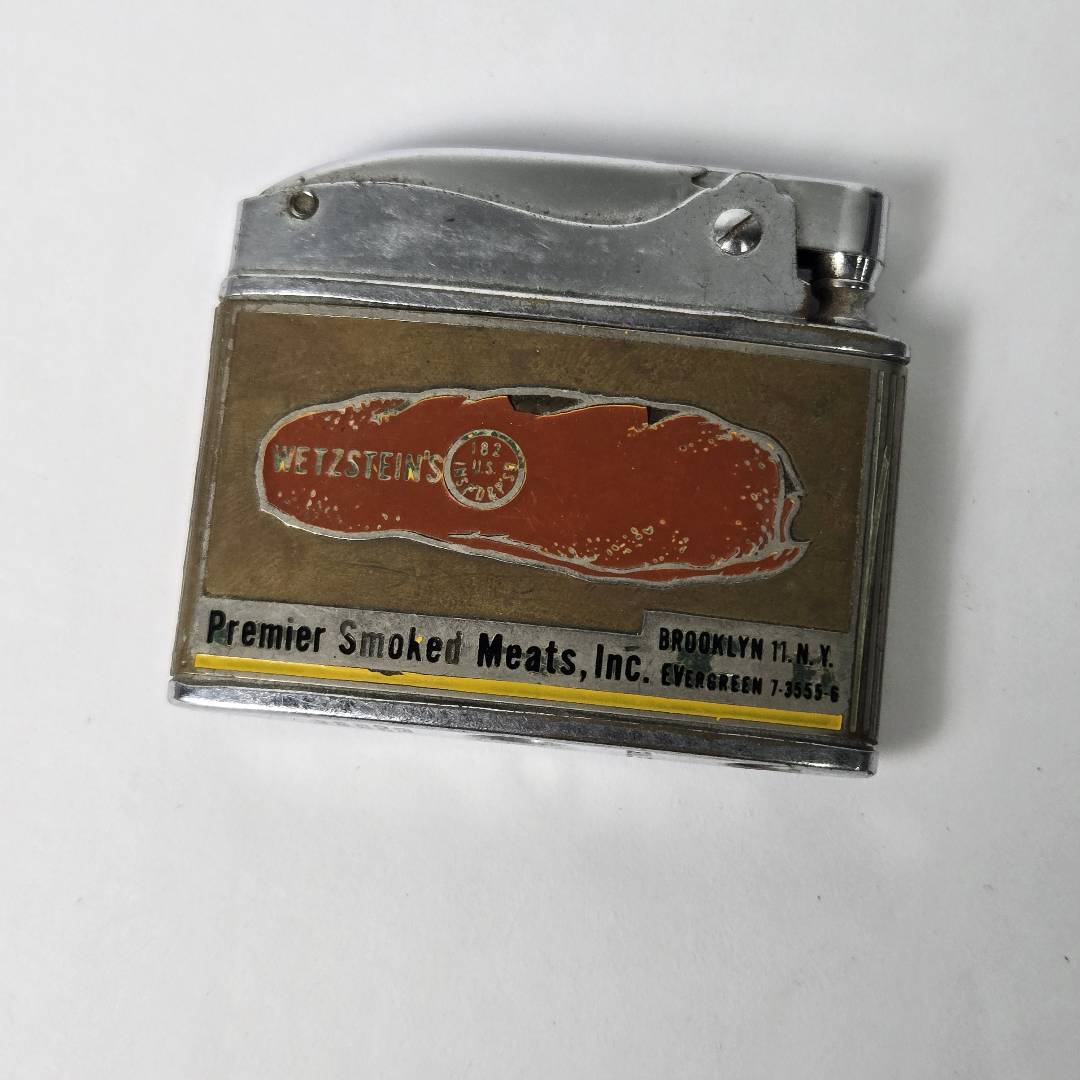 WETZSTEIN'S
182
U.S.
INSP'D & P'S'D
Premier Smoked Meats, Inc.
BROOKLYN 11. N. Y.
EVERGREEN 7-3555-6